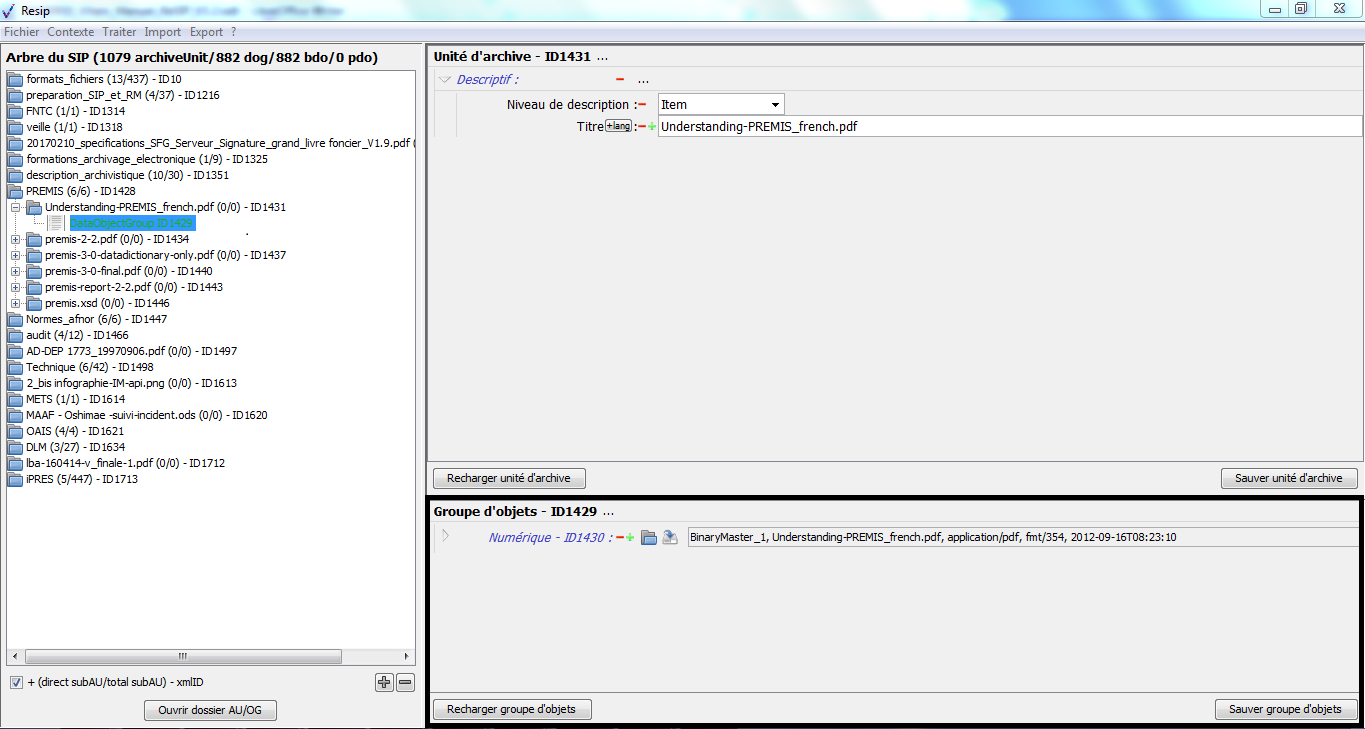 Resip
Fichier Contexte Traiter Import Export ?
Arbre du SIP (1079 archiveUnit/882 dog/882 bdo/0 pdo)
formats_fichiers (13/437) - ID10
preparation_SIP_et_RM (4/37) - ID1216
FNTC (1/1) - ID1314
veille (1/1) - ID1318
20170210_specifications_SFG_Serveur_Signature_grand_livre foncier_V1.9.pdf (
formations_archivage_electronique (1/9) - ID1325
description_archivistique (10/30) - ID1351
PREMIS (6/6) - ID1428
Understanding-PREMIS_french.pdf (0/0) - ID1431
DataObjectGroup ID1429
premis-2-2.pdf (0/0) - ID1434
premis-3-0-datadictionary-only.pdf (0/0) - ID1437
premis-3-0-final.pdf (0/0) - ID1440
premis-report-2-2.pdf (0/0) - ID1443
premis.xsd (0/0) - ID1446
Normes_afnor (6/6) - ID1447
audit (4/12) - ID1466
AD-DEP 1773_19970906.pdf (0/0) - ID1497
Technique (6/42) - ID1498
2_bis infographie-IM-api.png (0/0) - ID1613
METS (1/1) - ID1614
MAAF - Oshimae -suivi-incident.ods (0/0) - ID1620
OAIS (4/4) - ID1621
DLM (3/27) - ID1634
lba-160414-v_finale-1.pdf (0/0) - ID1712
iPRES (5/447) - ID1713
+ (direct subAU/total subAU) - xmlID
Ouvrir dossier AU/OG
Unité d'archive - ID1431 ...
Descriptif : ...
Niveau de description : Item
Titre +lang : Understanding-PREMIS_french.pdf
Recharger unité d'archive Sauver unité d'archive
Groupe d'objets - ID1429 ...
Numérique - ID1430 : BinaryMaster_1, Understanding-PREMIS_french.pdf, application/pdf, fmt/354, 2012-09-16T08:23:10
Recharger groupe d'objets Sauver groupe d'objets